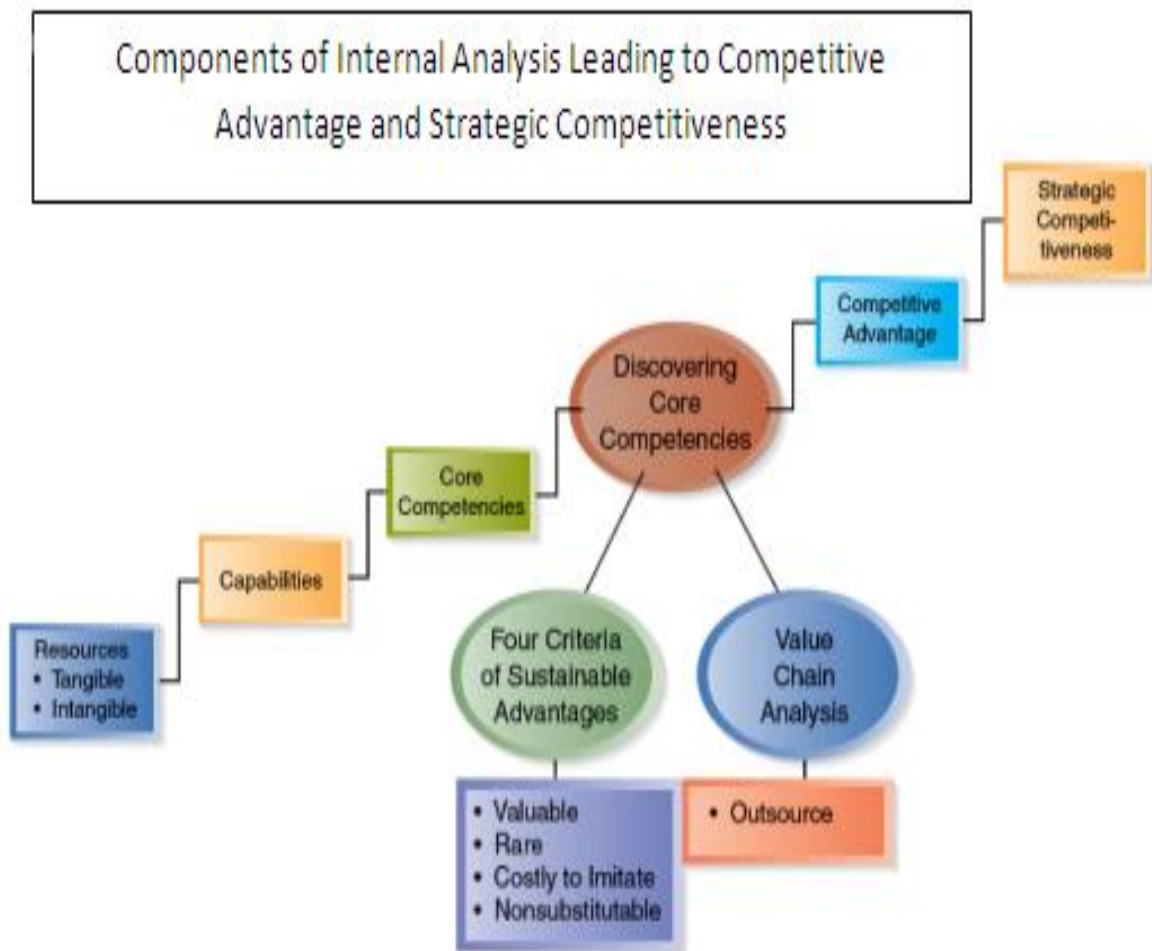 Components of Internal Analysis Leading to Competitive
Advantage and Strategic Competitiveness
Strategic
Competi-
tiveness
Competitive
Advantage
Discovering
Core
Competencies
Core
Competencies
Capabilities
Resources
• Tangible
• Intangible
Four Criteria
of Sustainable
Advantages
Value
Chain
Analysis
• Valuable
• Rare
• Costly to Imitate
• Nonsubstitutable
• Outsource